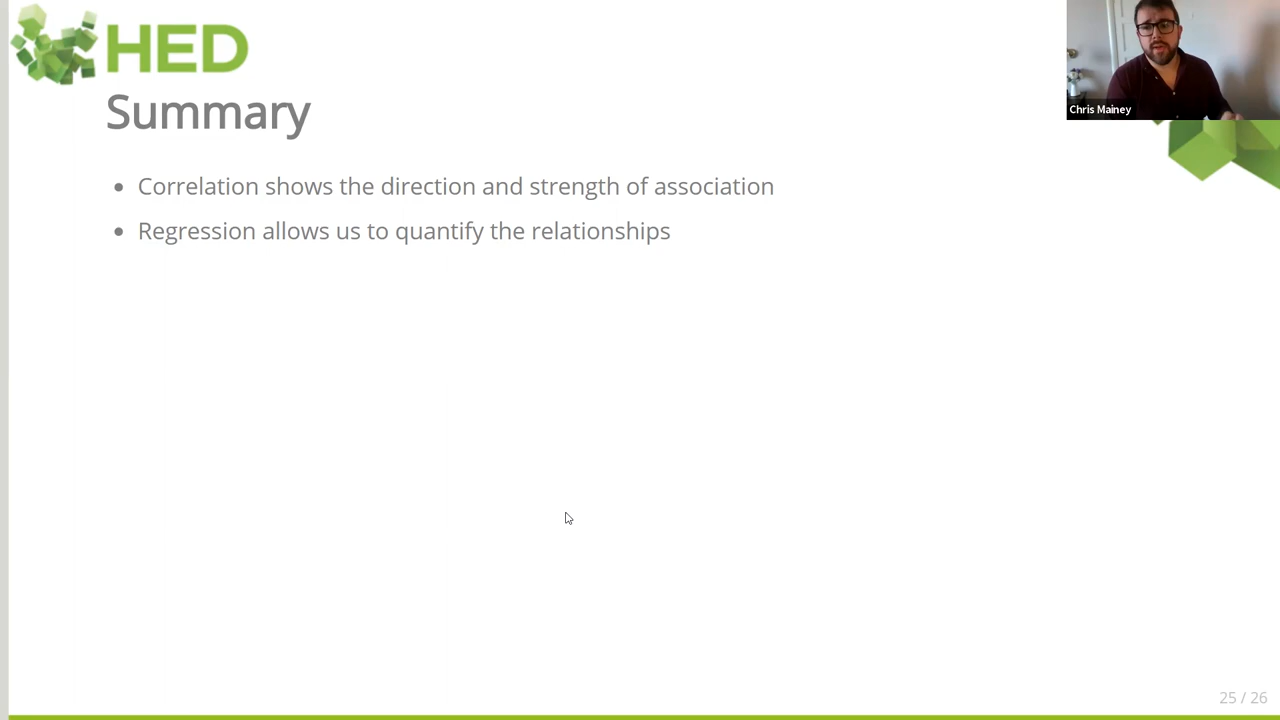 HED
Chris Mainey
Summary
Correlation shows the direction and strength of association
Regression allows us to quantify the relationships
25 / 26